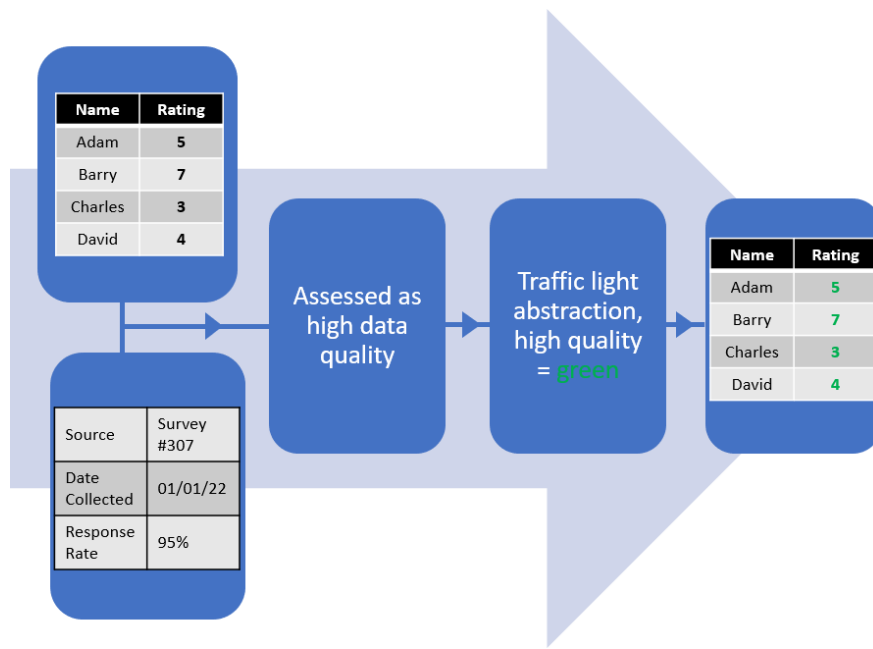 Name Rating
Adam 5
Barry 7
Charles 3
David 4
Source Survey
#307
Date
Collected 01/01/22
Response
Rate 95%
Assessed as
high data
quality
Traffic light
abstraction,
high quality
= green
Name Rating
Adam 5
Barry 7
Charles 3
David 4